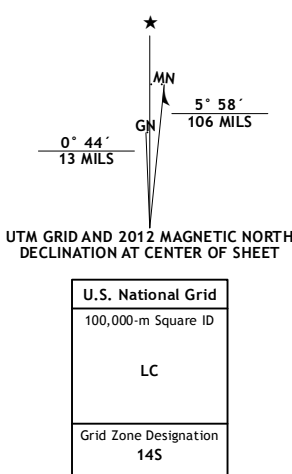 ★
MN
5° 58´
106 MILS
GN
0° 44´
13 MILS
UTM GRID AND 2012 MAGNETIC NORTH
DECLINATION AT CENTER OF SHEET
U.S. National Grid
100,000-m Square ID
LC
Grid Zone Designation
14S